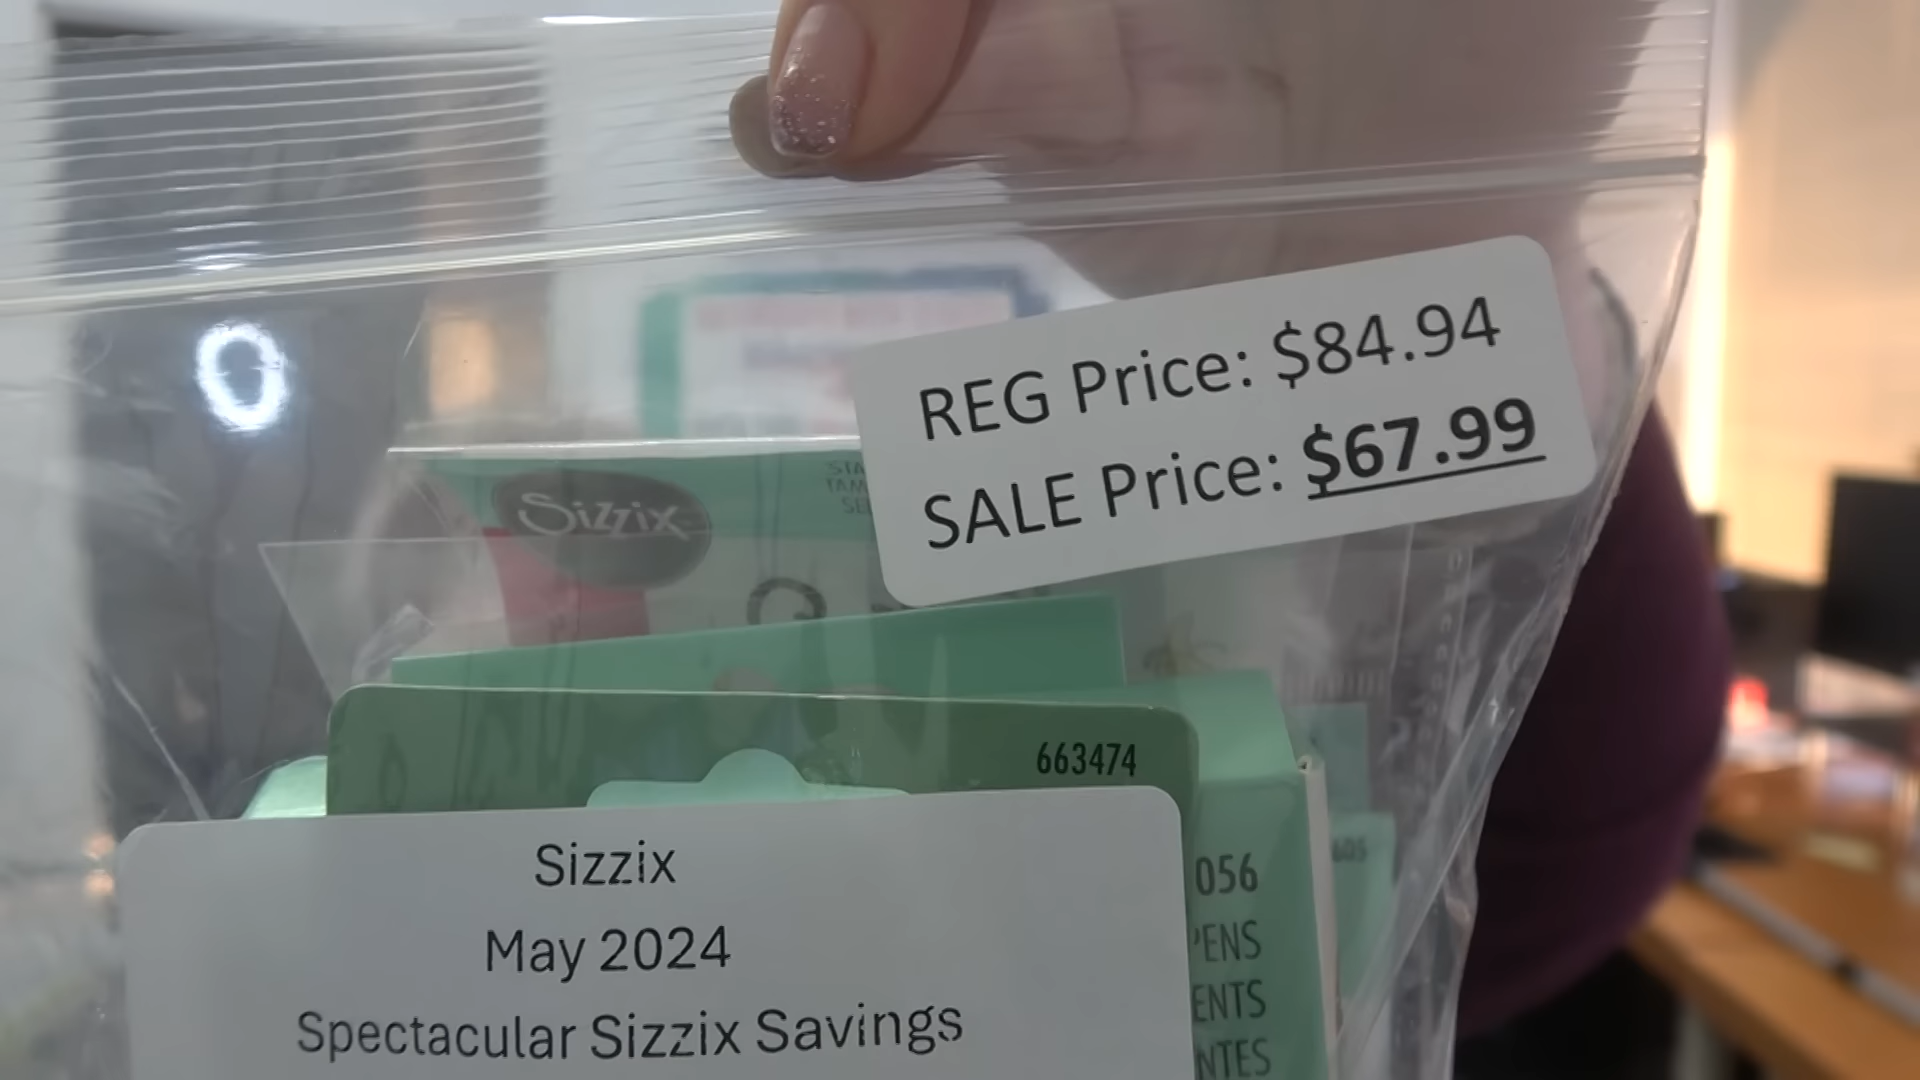 REG Price: $84.94
SALE Price: $67.99
Sizzix
663474
Sizzix
May 2024
Spectacular Sizzix Savings
056
PENS
ENTS
NTES
605